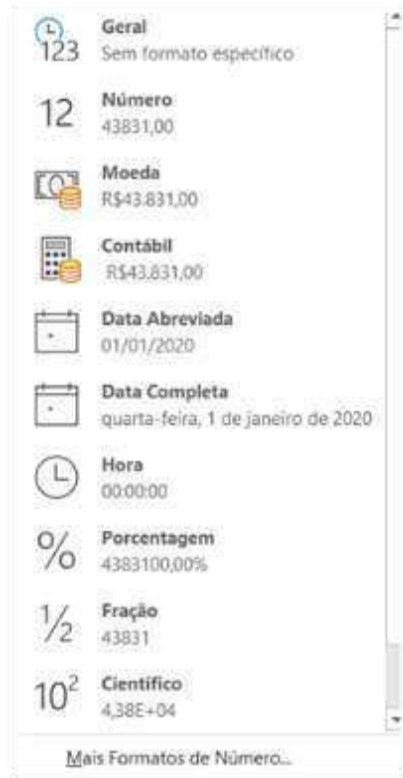 Geral
123 Sem formato específico
12 Número
43831,00
Moeda
R$43.831,00
Contábil
R$43.831,00
Data Abreviada
01/01/2020
Data Completa
quarta-feira, 1 de janeiro de 2020
Hora
00:00:00
% Porcentagem
4383100,00%
1/2 Fração
43831
10² Científico
4,38E+04
Mais Formatos de Número...